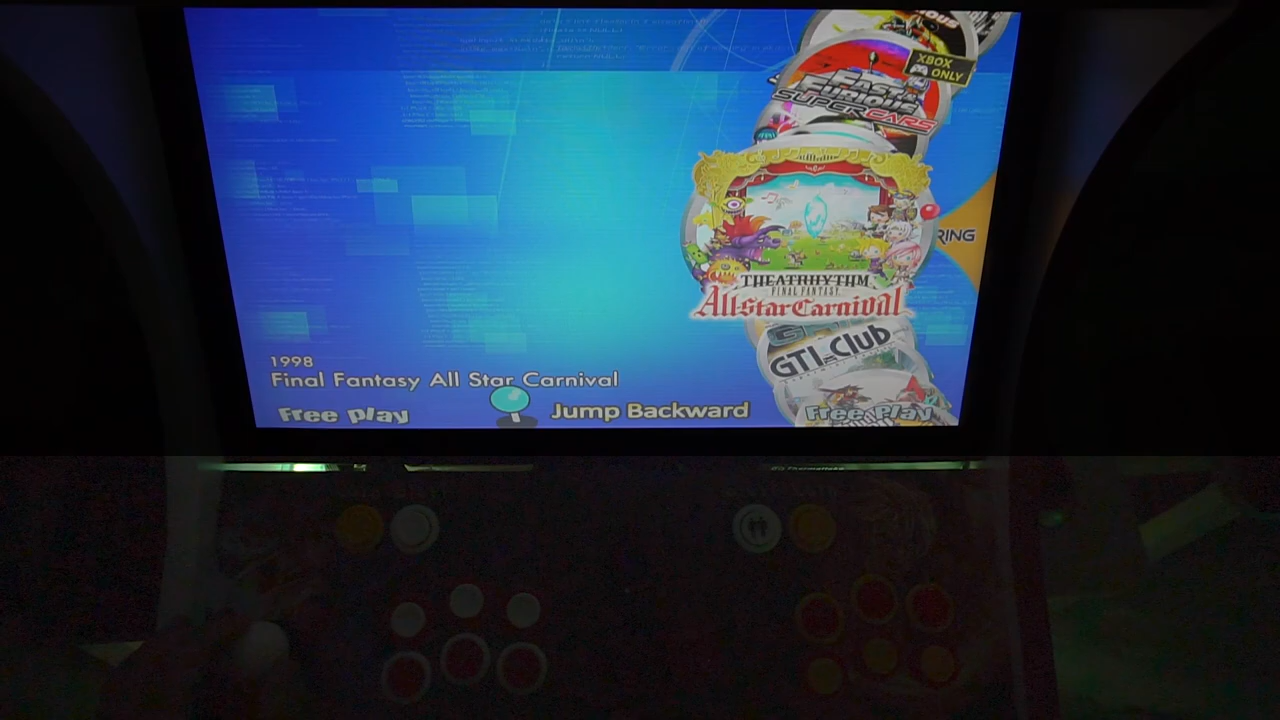 XBOX
ONLY
FAST &
FURIOUS
SUPERCARS
RING
THEATRHYTHM
FINAL FANTASY
All-Star Carnival
GTI-Club
1998
Final Fantasy All Star Carnival
Free play
Jump Backward
Free Play